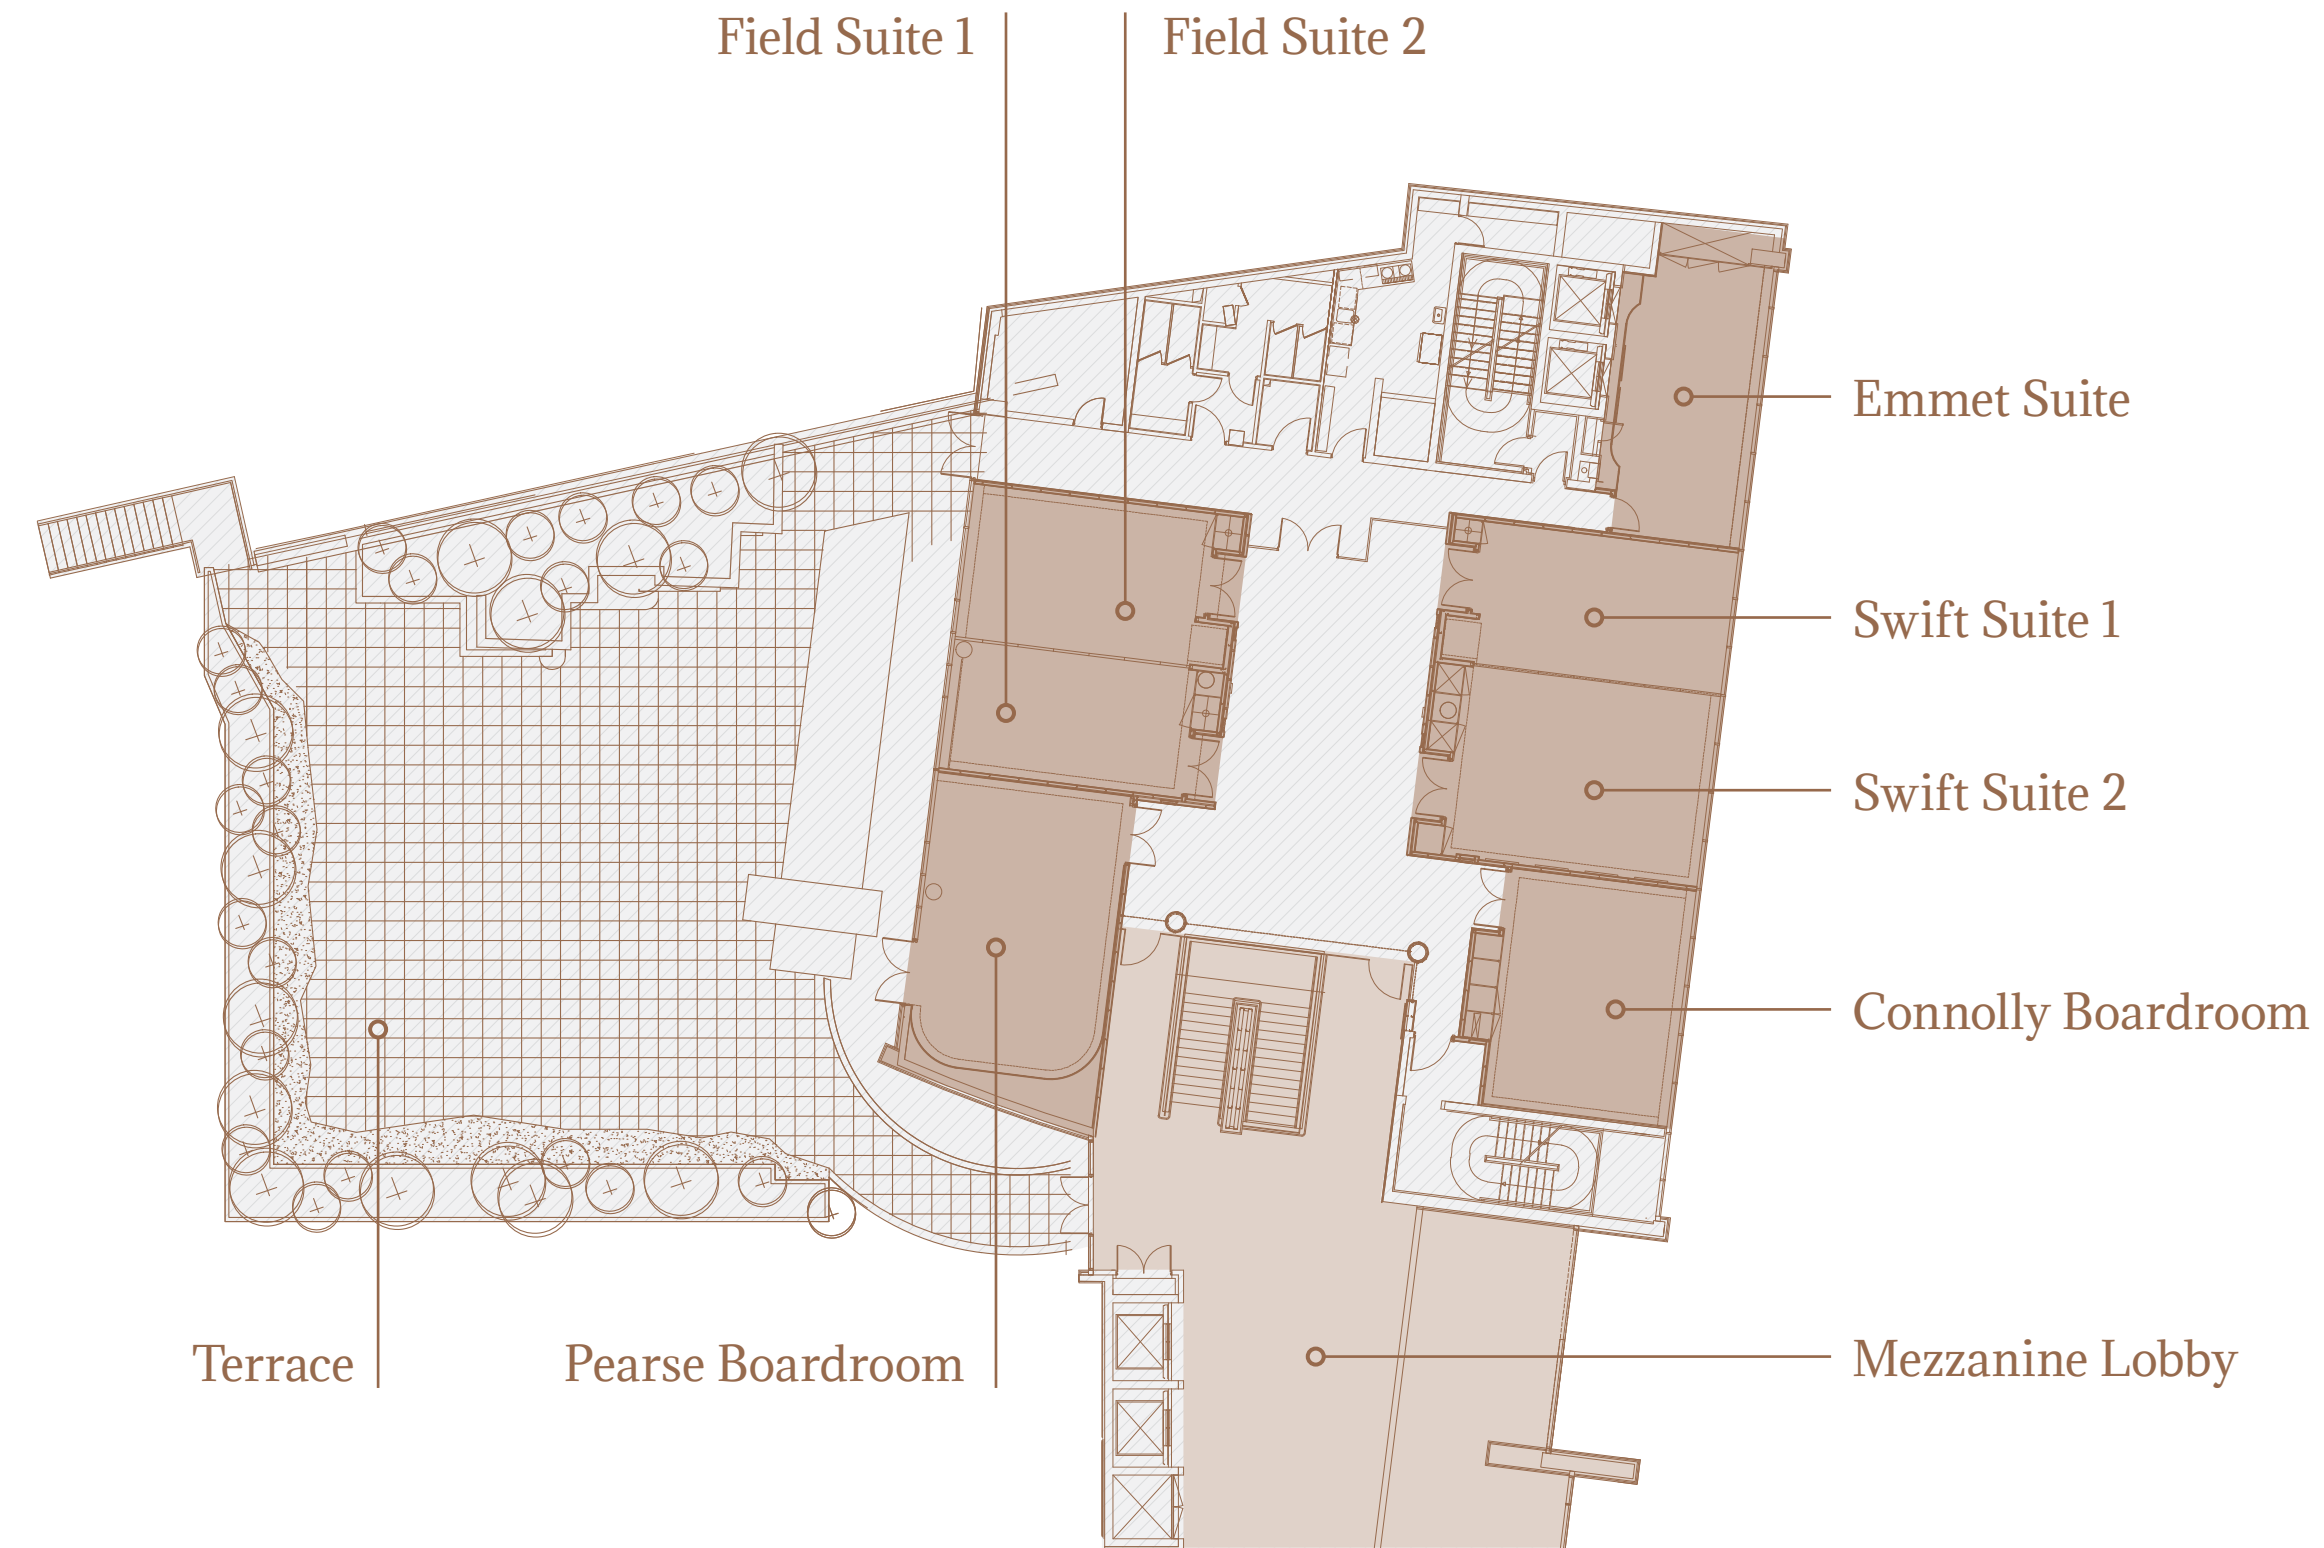 Field Suite 1
Field Suite 2
Emmet Suite
Swift Suite 1
Swift Suite 2
Connolly Boardroom
Terrace
Pearse Boardroom
Mezzanine Lobby